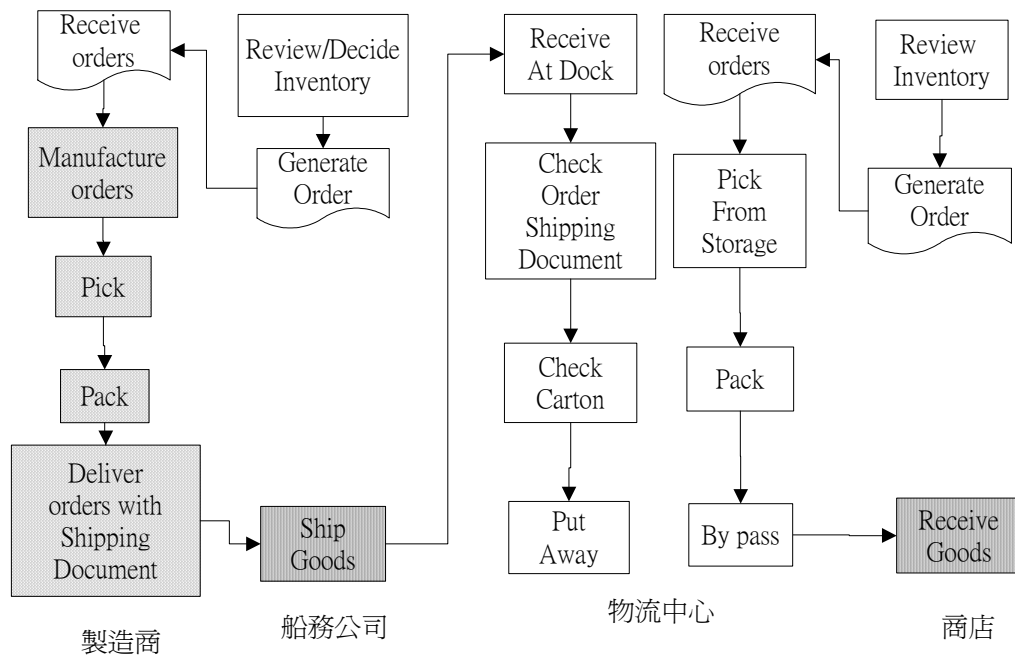 Receive
orders
Manufacture
orders
Pick
Pack
Deliver
orders with
Shipping
Document
製造商
Review/Decide
Inventory
Generate
Order
Ship
Goods
船務公司
Receive
At Dock
Check
Order
Shipping
Document
Check
Carton
Put
Away
Receive
orders
Pick
From
Storage
Pack
By pass
物流中心
Review
Inventory
Generate
Order
Receive
Goods
商店